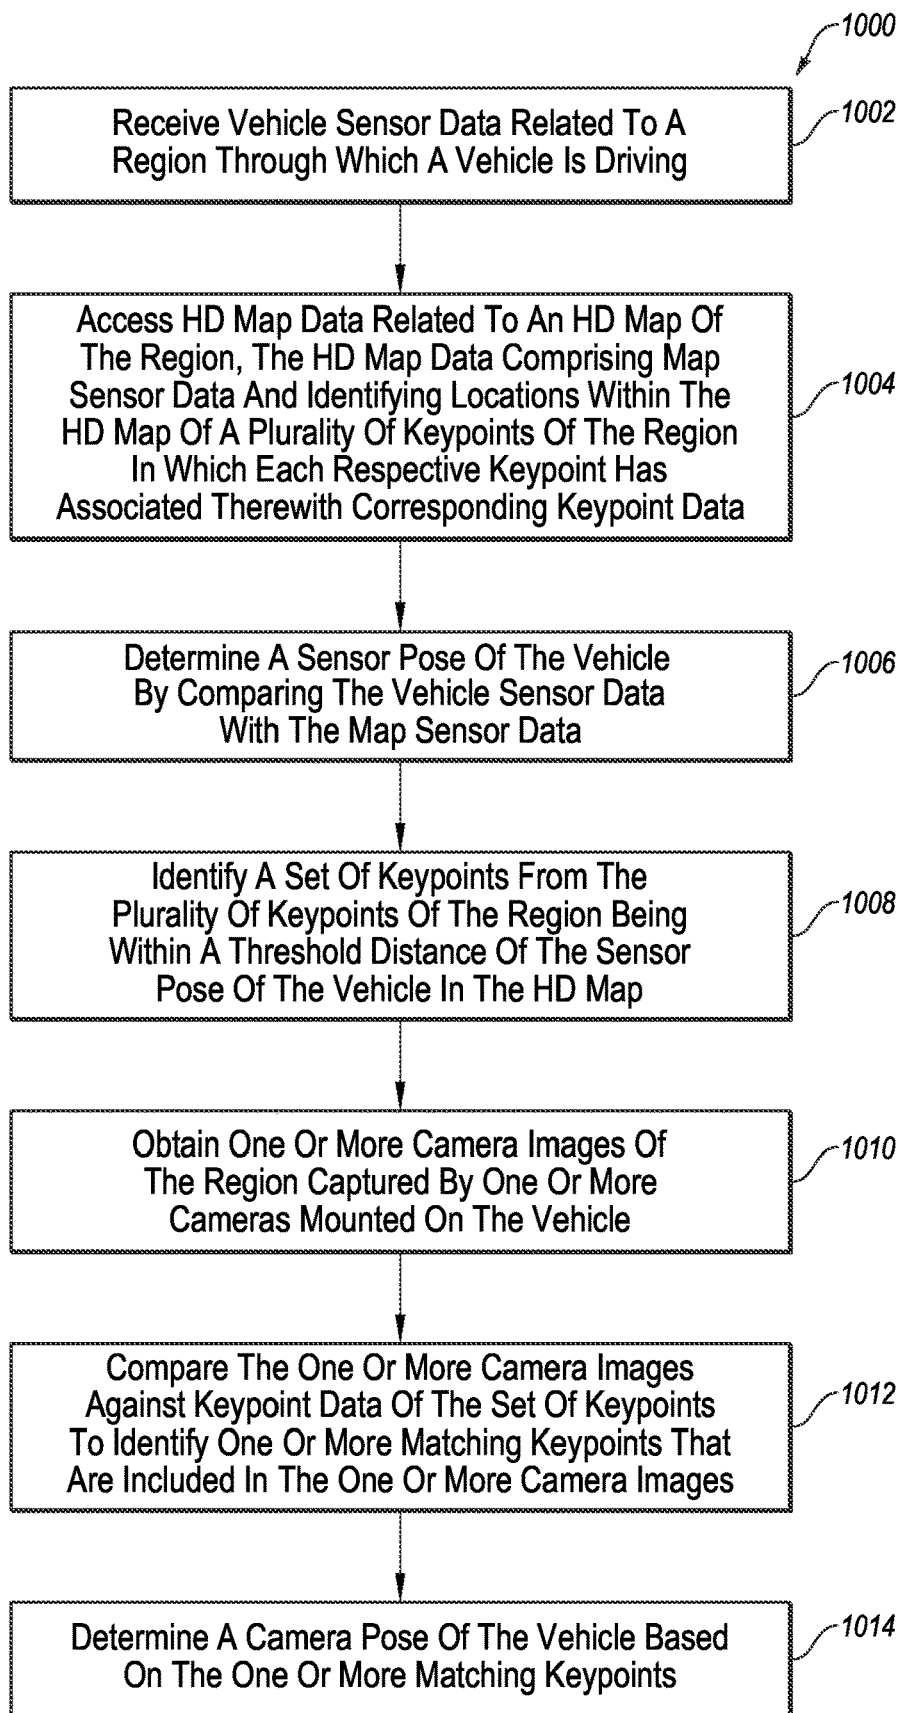 1000
Receive Vehicle Sensor Data Related To A
Region Through Which A Vehicle Is Driving
1002
Access HD Map Data Related To An HD Map Of
The Region, The HD Map Data Comprising Map
Sensor Data And Identifying Locations Within The
HD Map Of A Plurality Of Keypoints Of The Region
In Which Each Respective Keypoint Has
Associated Therewith Corresponding Keypoint Data
1004
Determine A Sensor Pose Of The Vehicle
By Comparing The Vehicle Sensor Data
With The Map Sensor Data
1006
Identify A Set Of Keypoints From The
Plurality Of Keypoints Of The Region Being
Within A Threshold Distance Of The Sensor
Pose Of The Vehicle In The HD Map
1008
Obtain One Or More Camera Images Of
The Region Captured By One Or More
Cameras Mounted On The Vehicle
1010
Compare The One Or More Camera Images
Against Keypoint Data Of The Set Of Keypoints
To Identify One Or More Matching Keypoints That
Are Included In The One Or More Camera Images
1012
Determine A Camera Pose Of The Vehicle Based
On The One Or More Matching Keypoints
1014